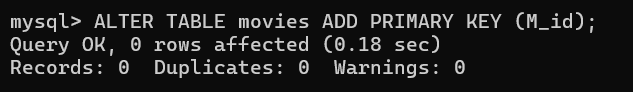 mysql> ALTER TABLE movies ADD PRIMARY KEY (M_id);
Query OK, 0 rows affected (0.18 sec)
Records: 0  Duplicates: 0  Warnings: 0